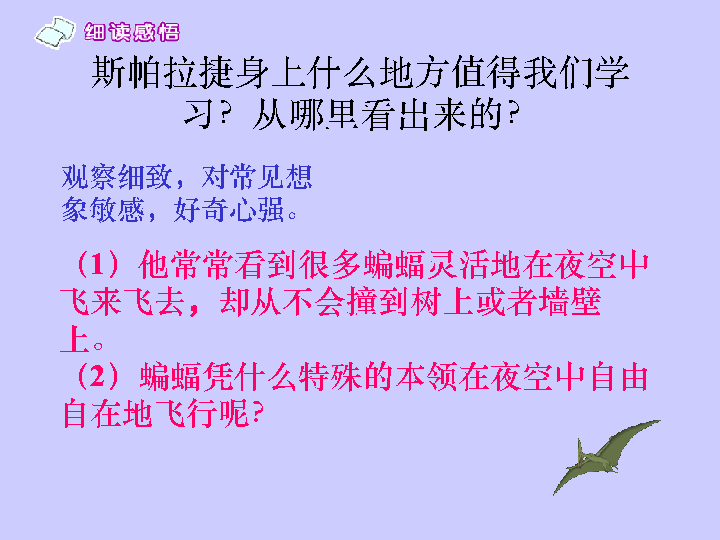 细读感悟
斯帕拉捷身上什么地方值得我们学
习？从哪里看出来的？
观察细致，对常见想
象敏感，好奇心强。
（1）他常常看到很多蝙蝠灵活地在夜空中
飞来飞去，却从不会撞到树上或者墙壁
上。
（2）蝙蝠凭什么特殊的本领在夜空中自由
自在地飞行呢？